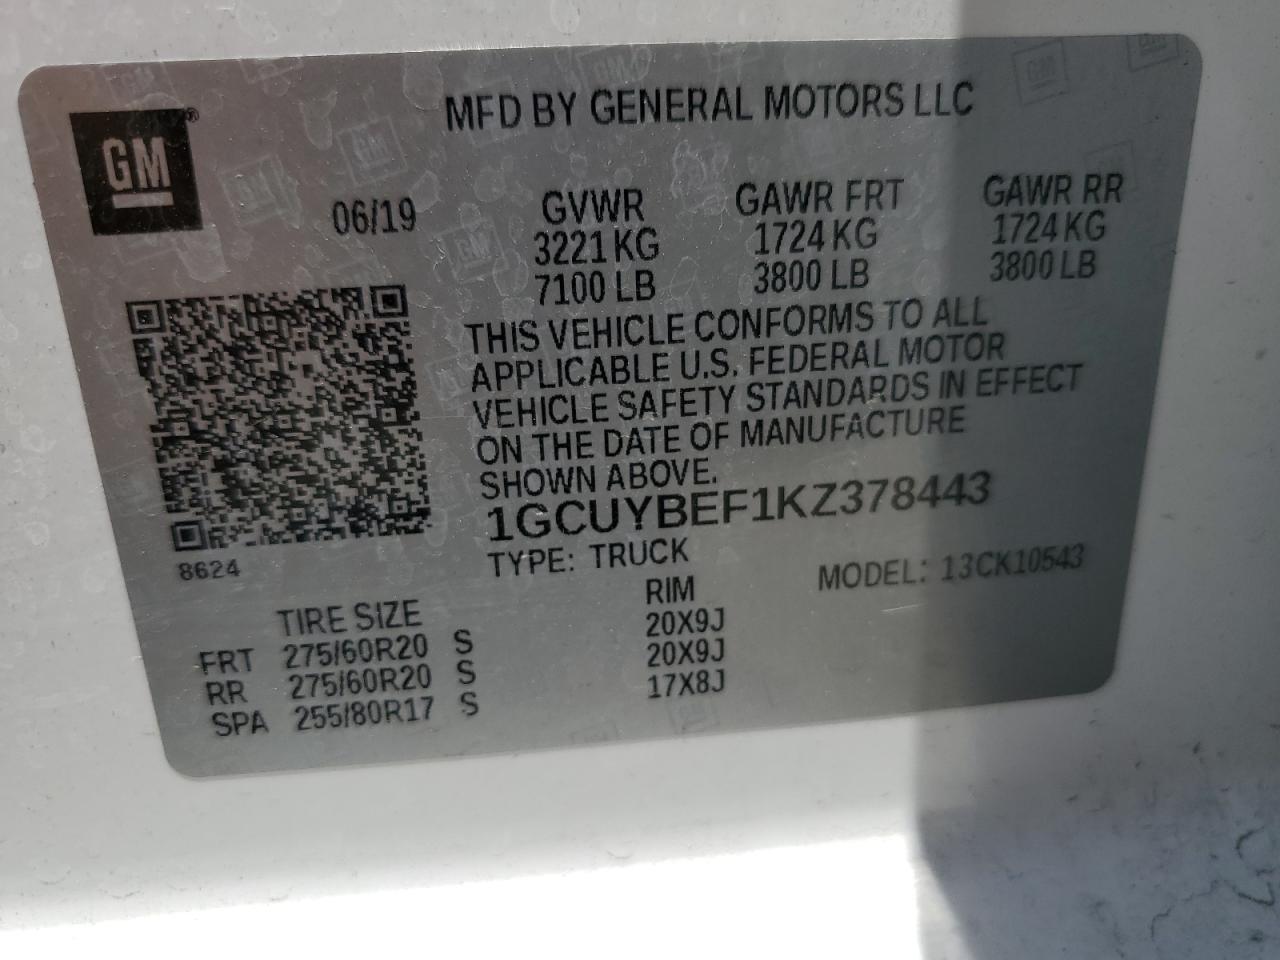 MFD BY GENERAL MOTORS LLC
GM ®
06/19
GVWR GAWR FRT GAWR RR
3221 KG 1724 KG 1724 KG
7100 LB 3800 LB 3800 LB
THIS VEHICLE CONFORMS TO ALL
APPLICABLE U.S. FEDERAL MOTOR
VEHICLE SAFETY STANDARDS IN EFFECT
ON THE DATE OF MANUFACTURE
SHOWN ABOVE.
1GCUYBEF1KZ378443
8624
TYPE: TRUCK MODEL: 13CK10543
TIRE SIZE RIM
FRT 275/60R20 S 20X9J
RR 275/60R20 S 20X9J
SPA 255/80R17 S 17X8J